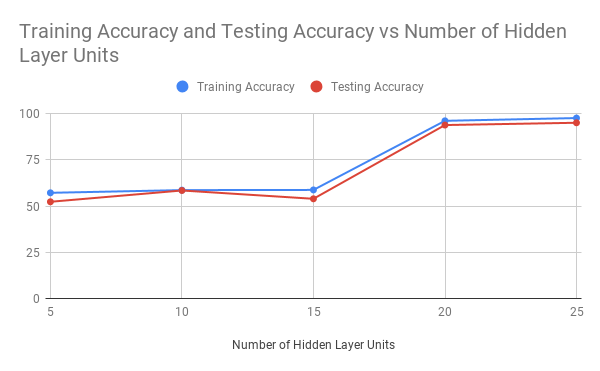 Training Accuracy and Testing Accuracy vs Number of Hidden
Layer Units
Training Accuracy Testing Accuracy
100
75
50
25
0
5 10 15 20 25
Number of Hidden Layer Units